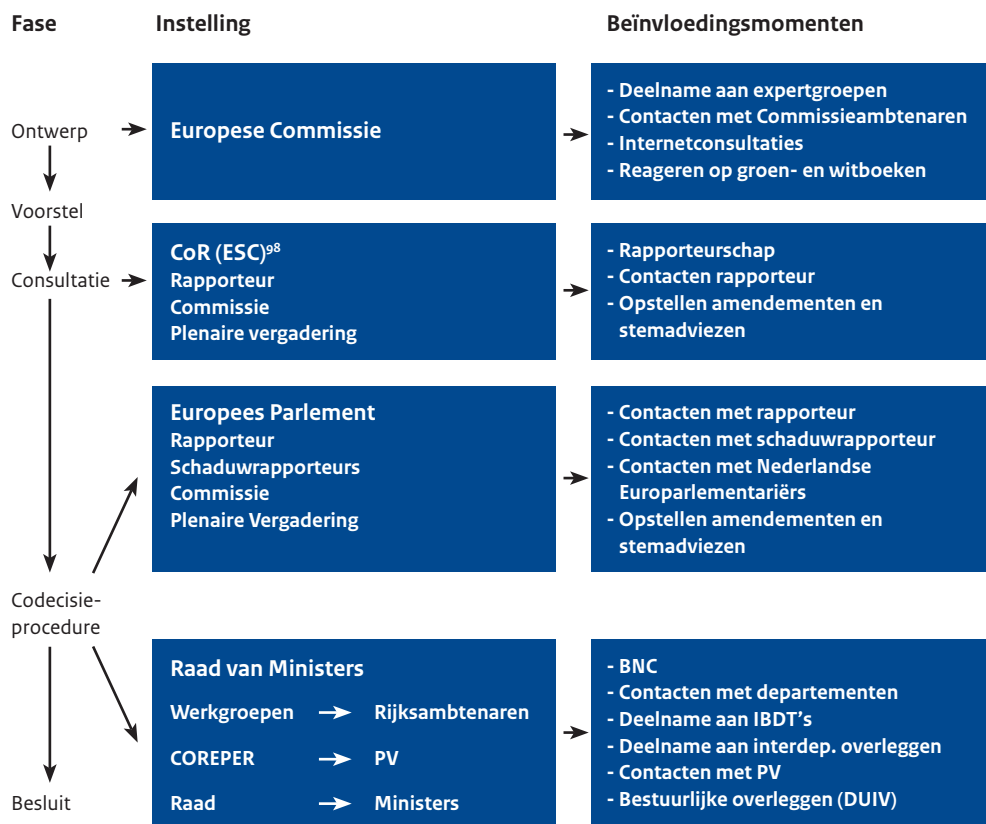 Fase
Instelling
Beïnvloedingsmomenten
Ontwerp
Europese Commissie
- Deelname aan expertgroepen
- Contacten met Commissieambtenaren
- Internetconsultaties
- Reageren op groen- en witboeken
Voorstel
Consultatie
CoR (ESC)⁹⁸
Rapporteur
Commissie
Plenaire vergadering
- Rapporteurschap
- Contacten rapporteur
- Opstellen amendementen en
stemadviezen
Europees Parlement
Rapporteur
Schaduwrapporteurs
Commissie
Plenaire Vergadering
- Contacten met rapporteur
- Contacten met schaduwrapporteur
- Contacten met Nederlandse
Europarlementariërs
- Opstellen amendementen en
stemadviezen
Codecisie-
procedure
Raad van Ministers
Werkgroepen → Rijksambtenaren
COREPER → PV
Raad → Ministers
- BNC
- Contacten met departementen
- Deelname aan IBDT's
- Deelname aan interdep. overleggen
- Contacten met PV
- Bestuurlijke overleggen (DUIV)
Besluit